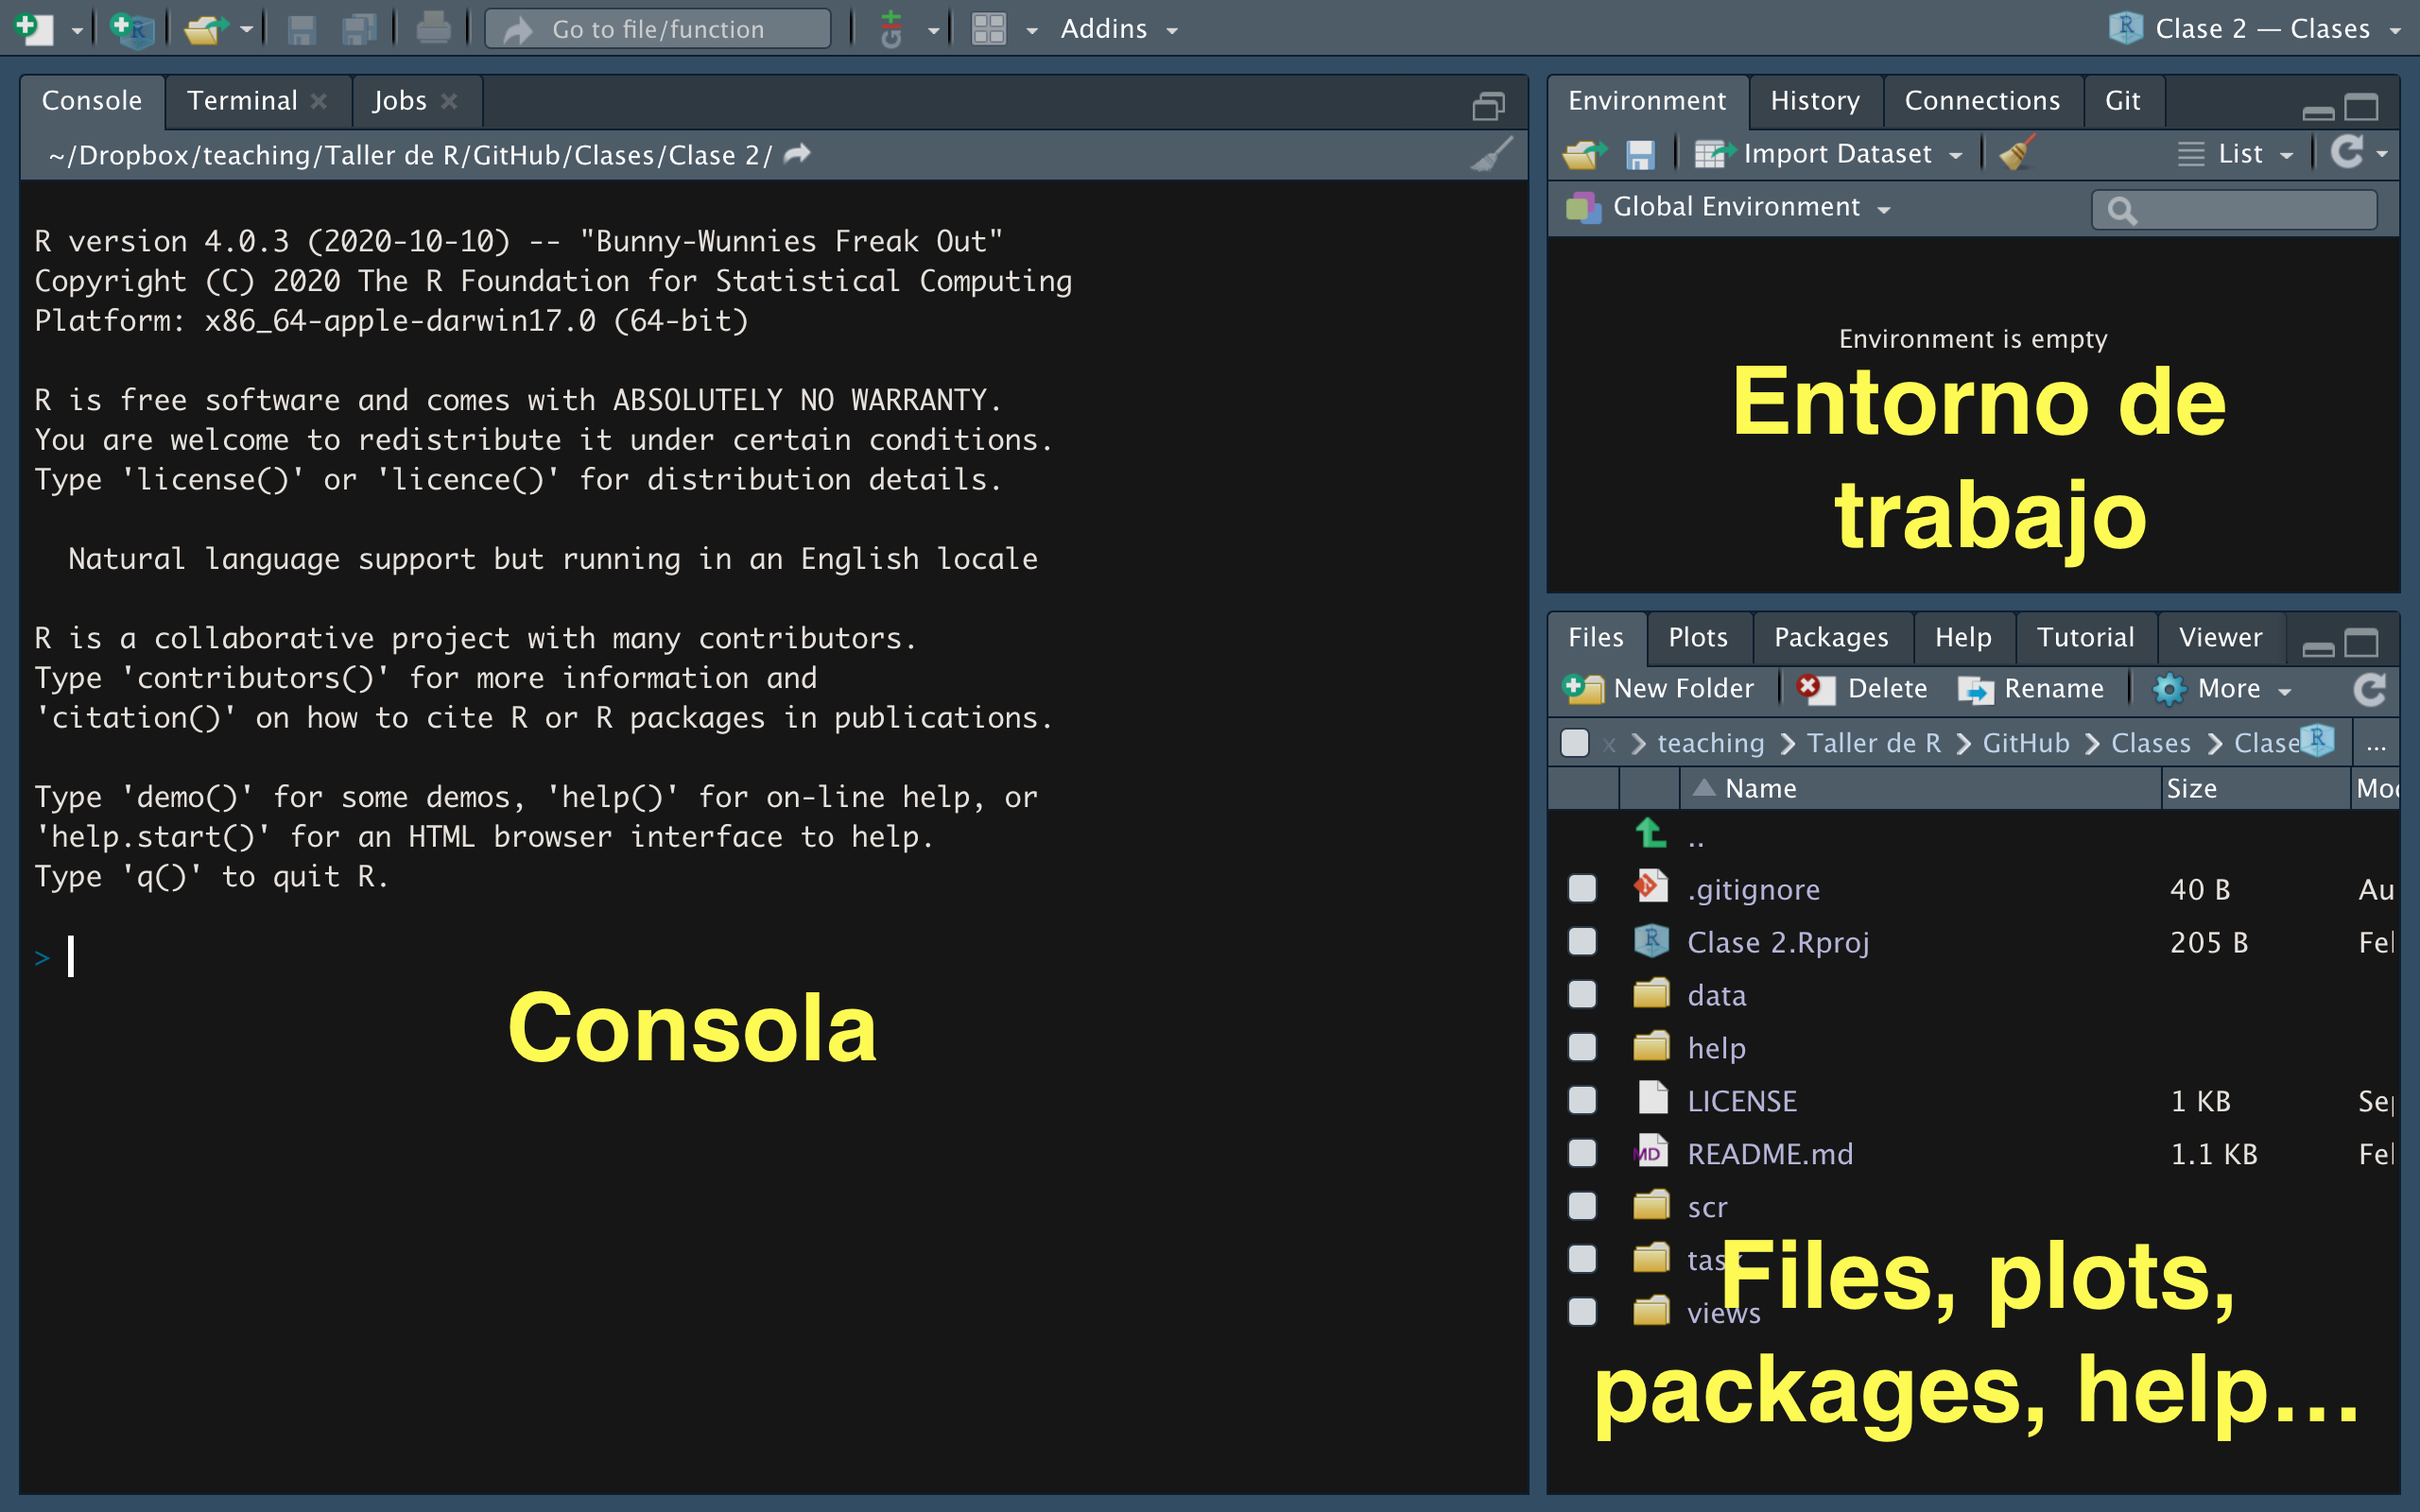 Go to file/function
Git
Addins
Clase 2 — Clases
Console
Terminal
Jobs
~/Dropbox/teaching/Taller de R/GitHub/Clases/Clase 2/
R version 4.0.3 (2020-10-10) -- "Bunny-Wunnies Freak Out"
Copyright (C) 2020 The R Foundation for Statistical Computing
Platform: x86_64-apple-darwin17.0 (64-bit)
R is free software and comes with ABSOLUTELY NO WARRANTY.
You are welcome to redistribute it under certain conditions.
Type 'license()' or 'licence()' for distribution details.
Natural language support but running in an English locale
R is a collaborative project with many contributors.
Type 'contributors()' for more information and
'citation()' on how to cite R or R packages in publications.
Type 'demo()' for some demos, 'help()' for on-line help, or
'help.start()' for an HTML browser interface to help.
Type 'q()' to quit R.
>
Consola
Environment History Connections Git
Import Dataset List
Global Environment
Environment is empty
Entorno de
trabajo
Files Plots Packages Help Tutorial Viewer
New Folder Delete Rename More
teaching Taller de R GitHub Clases Clase ...
Name Size
..
.gitignore 40 B
Clase 2.Rproj 205 B
data
help
LICENSE 1 KB
README.md 1.1 KB
scr
views
Files, plots,
packages, help...